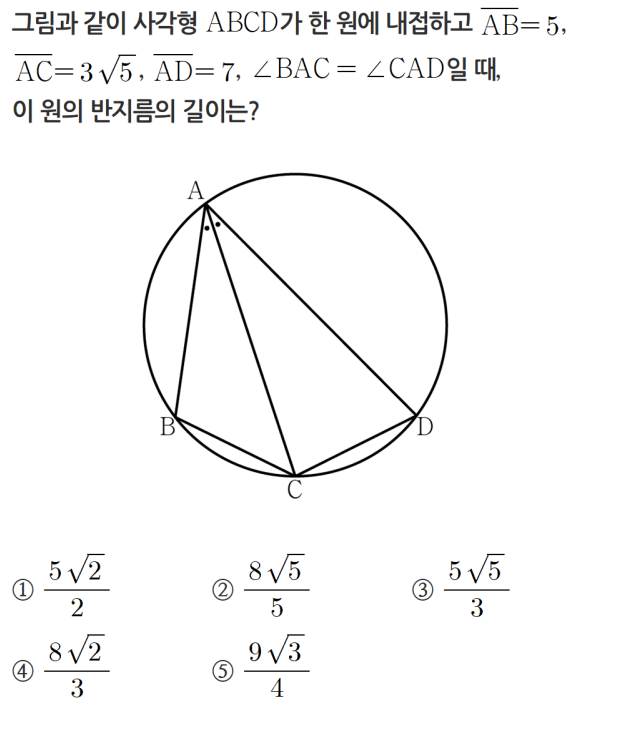 그림과 같이 사각형 ABCD가 한 원에 내접하고 \overline{AB}= 5,
\overline{AC}= 3√5, \overline{AD}= 7, ∠BAC = ∠CAD일 때,
이 원의 반지름의 길이는?
A
B
D
C
① 5√2/2 ② 8√5/5 ③ 5√5/3
④ 8√2/3 ⑤ 9√3/4